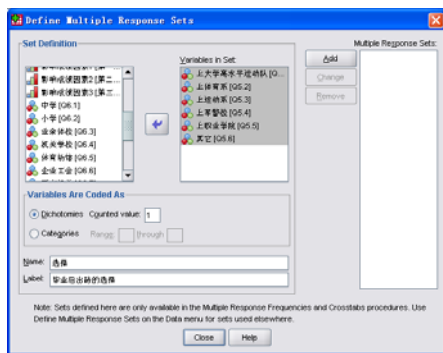 Define Multiple Response Sets
Set Definition
Multiple Response Sets:
Variables in Set
影响成绩因素2 [第二...
影响成绩因素3 [第三...
中学 [Q6.1]
小学 [Q6.2]
业余体校 [Q6.3]
机关学校 [Q6.4]
体育场馆 [Q6.5]
企业工会 [Q6.6]
上大学高水平运动队 [Q...
上体育系 [Q5.2]
上运动系 [Q5.3]
上军警校 [Q5.4]
上职业学院 [Q5.5]
其它 [Q5.6]
Add
Change
Remove
Variables Are Coded As
Dichotomies Counted value: 1
Categories Range: through
Name: 选择
Label: 毕业后出路的选择
Note: Sets defined here are only available in the Multiple Response Frequencies and Crosstabs procedures. Use
Define Multiple Response Sets on the Data menu for sets used elsewhere.
Close Help